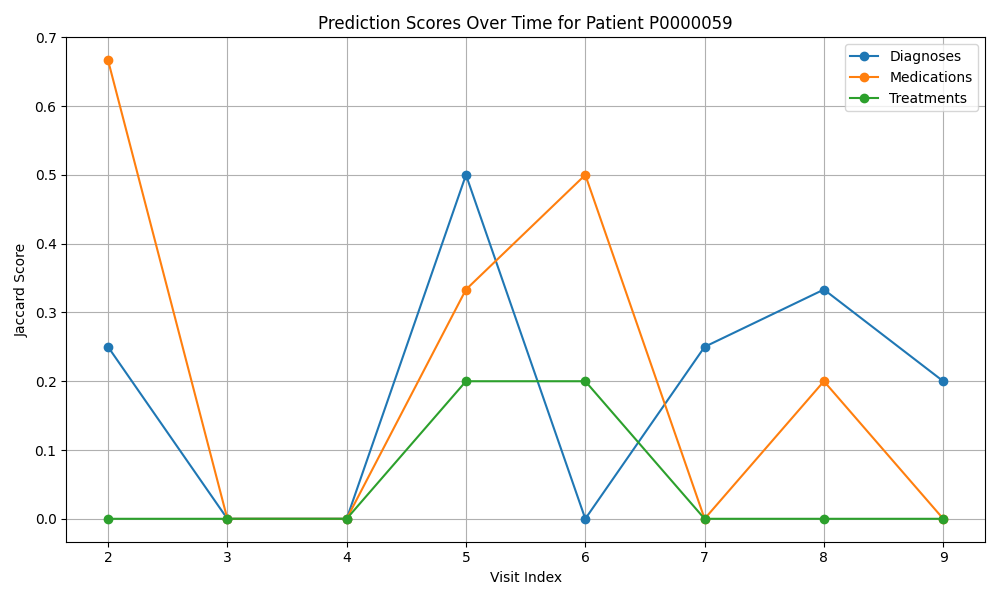 Prediction Scores Over Time for Patient P0000059
Diagnoses
Medications
Treatments
Jaccard Score
0.7
0.6
0.5
0.4
0.3
0.2
0.1
0.0
2 3 4 5 6 7 8 9
Visit Index